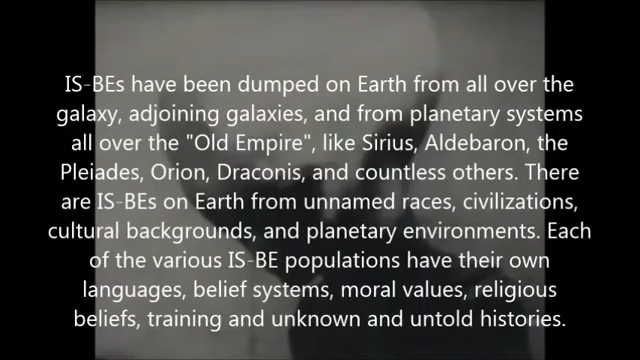 IS-BEs have been dumped on Earth from all over the
galaxy, adjoining galaxies, and from planetary systems
all over the "Old Empire", like Sirius, Aldebaron, the
Pleiades, Orion, Draconis, and countless others. There
are IS-BEs on Earth from unnamed races, civilizations,
cultural backgrounds, and planetary environments. Each
of the various IS-BE populations have their own
languages, belief systems, moral values, religious
beliefs, training and unknown and untold histories.